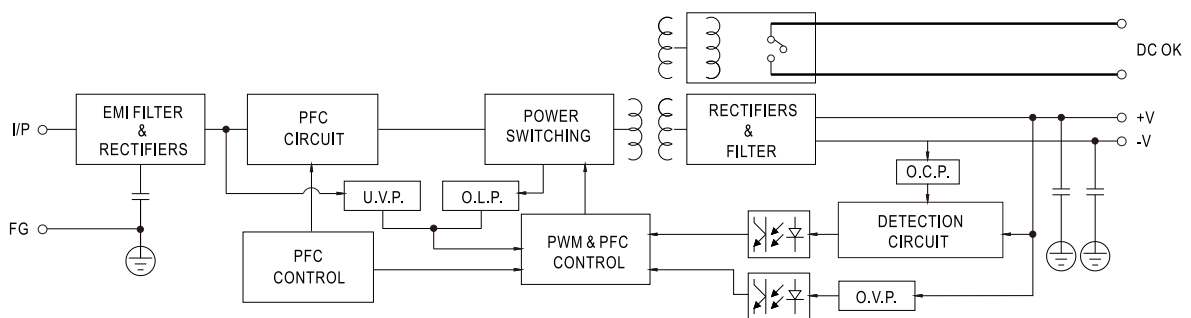 DC OK
I/P
EMI FILTER
&
RECTIFIERS
PFC
CIRCUIT
POWER
SWITCHING
RECTIFIERS
&
FILTER
+V
-V
U.V.P.
O.L.P.
O.C.P.
FG
PFC
CONTROL
PWM & PFC
CONTROL
DETECTION
CIRCUIT
O.V.P.